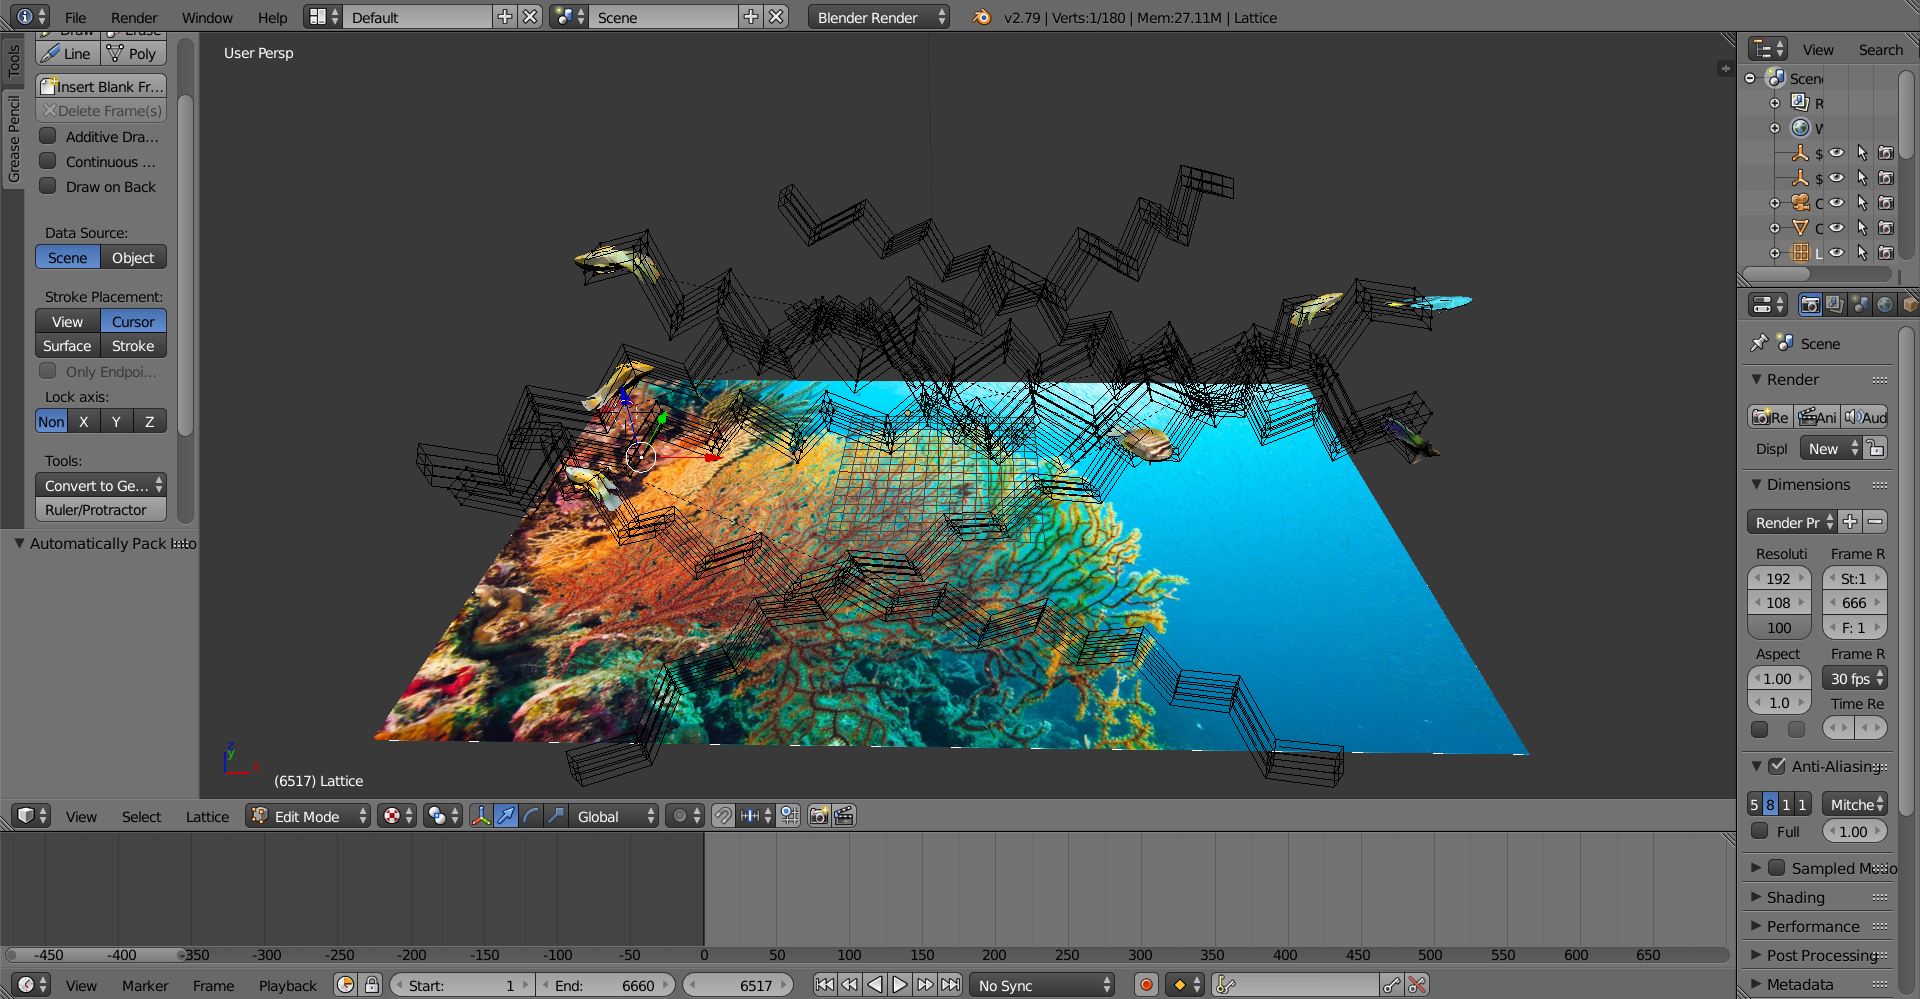 File Render Window Help Default Scene Blender Render v2.79 | Verts:1/180 | Mem:27.11M | Lattice
Tools
Grease Pencil
Draw Erase
Line Poly
Insert Blank Fr...
Delete Frame(s)
Additive Dra...
Continuous ...
Draw on Back
Data Source:
Scene Object
Stroke Placement:
View Cursor
Surface Stroke
Only Endpoi...
Lock axis:
Non X Y Z
Tools:
Convert to Ge...
Ruler/Protractor
Automatically Pack Into
User Persp
z
y
x
(6517) Lattice
View Search
Scene
R
W
C
C
L
Scene
Render
Re Ani Aud
Displ New
Dimensions
Render Pr
Resoluti Frame R
192 St:1
108 666
100 F: 1
Aspect Frame R
1.00 30 fps
1.0 Time Re
Anti-Aliasing
5 8 1 1 Mitche
Full 1.00
Sampled Motio
Shading
Performance
Post Processing
Metadata
View Select Lattice Edit Mode Global
-450 -400 -350 -300 -250 -200 -150 -100 -50 0 50 100 150 200 250 300 350 400 450 500 550 600 650
View Marker Frame Playback Start: 1 End: 6660 6517 No Sync